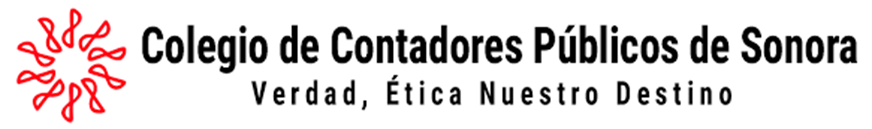 Colegio de Contadores Públicos de Sonora
Verdad, Ética Nuestro Destino